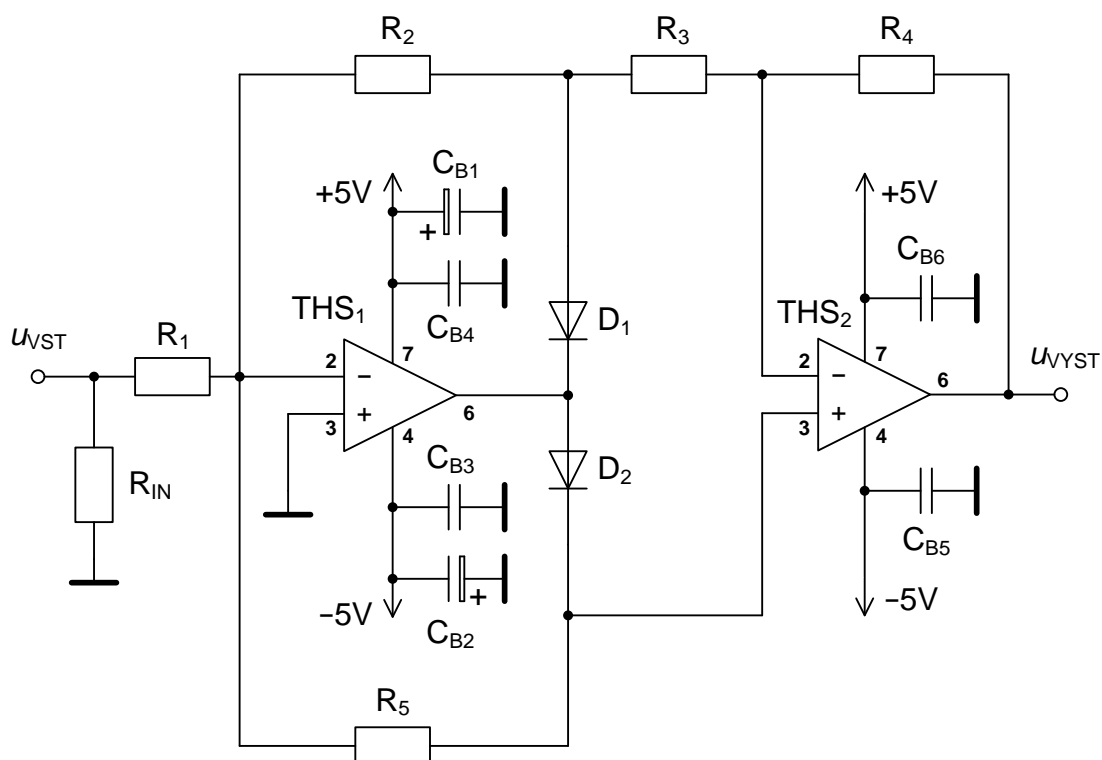 R2
R3
R4
CB1
+5V
+
CB4
+5V
CB6
THS1
THS2
uVST
R1
2
7
−
+
6
3
4
D1
2
7
−
+
6
3
4
uVYST
RIN
CB3
D2
CB5
−5V
+
CB2
−5V
R5